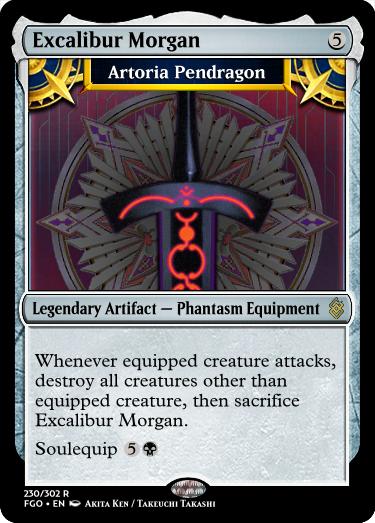 Excalibur Morgan 5
Artoria Pendragon
Legendary Artifact — Phantasm Equipment
Whenever equipped creature attacks,
destroy all creatures other than
equipped creature, then sacrifice
Excalibur Morgan.
Soulequip 5
230/302 R
FGO • EN Akita Ken / Takeuchi Takashi